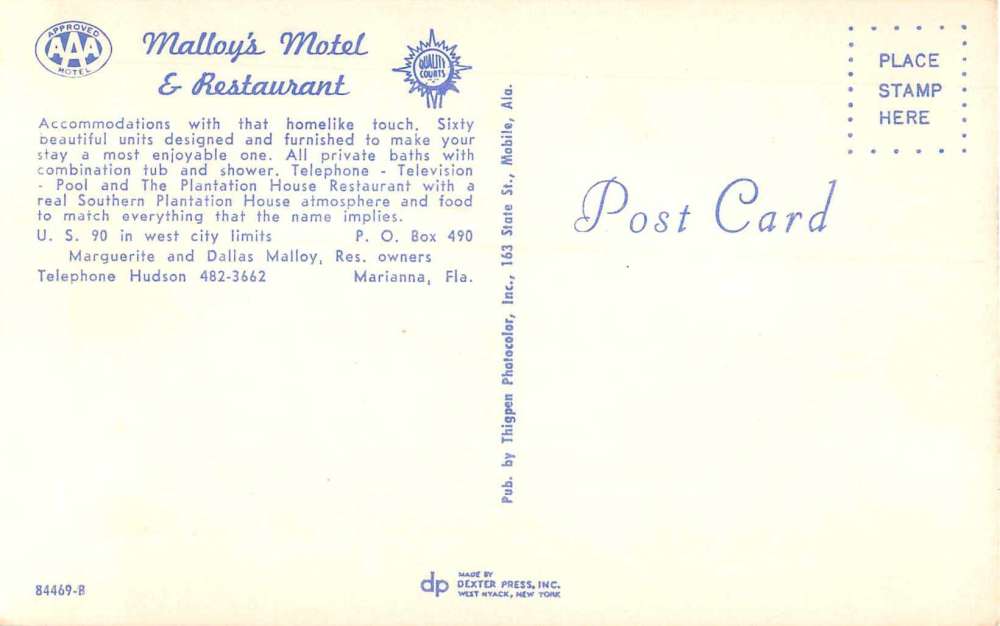 APPROVED
AAA
MOTEL
Malloy's Motel
& Restaurant
QUALITY
COURTS
Accommodations with that homelike touch. Sixty
beautiful units designed and furnished to make your
stay a most enjoyable one. All private baths with
combination tub and shower. Telephone - Television
- Pool and The Plantation House Restaurant with a
real Southern Plantation House atmosphere and food
to match everything that the name implies.
U. S. 90 in west city limits P. O. Box 490
Marguerite and Dallas Malloy, Res. owners
Telephone Hudson 482-3662 Marianna, Fla.
84469-B
Pub. by Thigpen Photocolor, Inc., 163 State St., Mobile, Ala.
dp
MADE BY
DEXTER PRESS, INC.
WEST NYACK, NEW YORK
PLACE
STAMP
HERE
Post Card